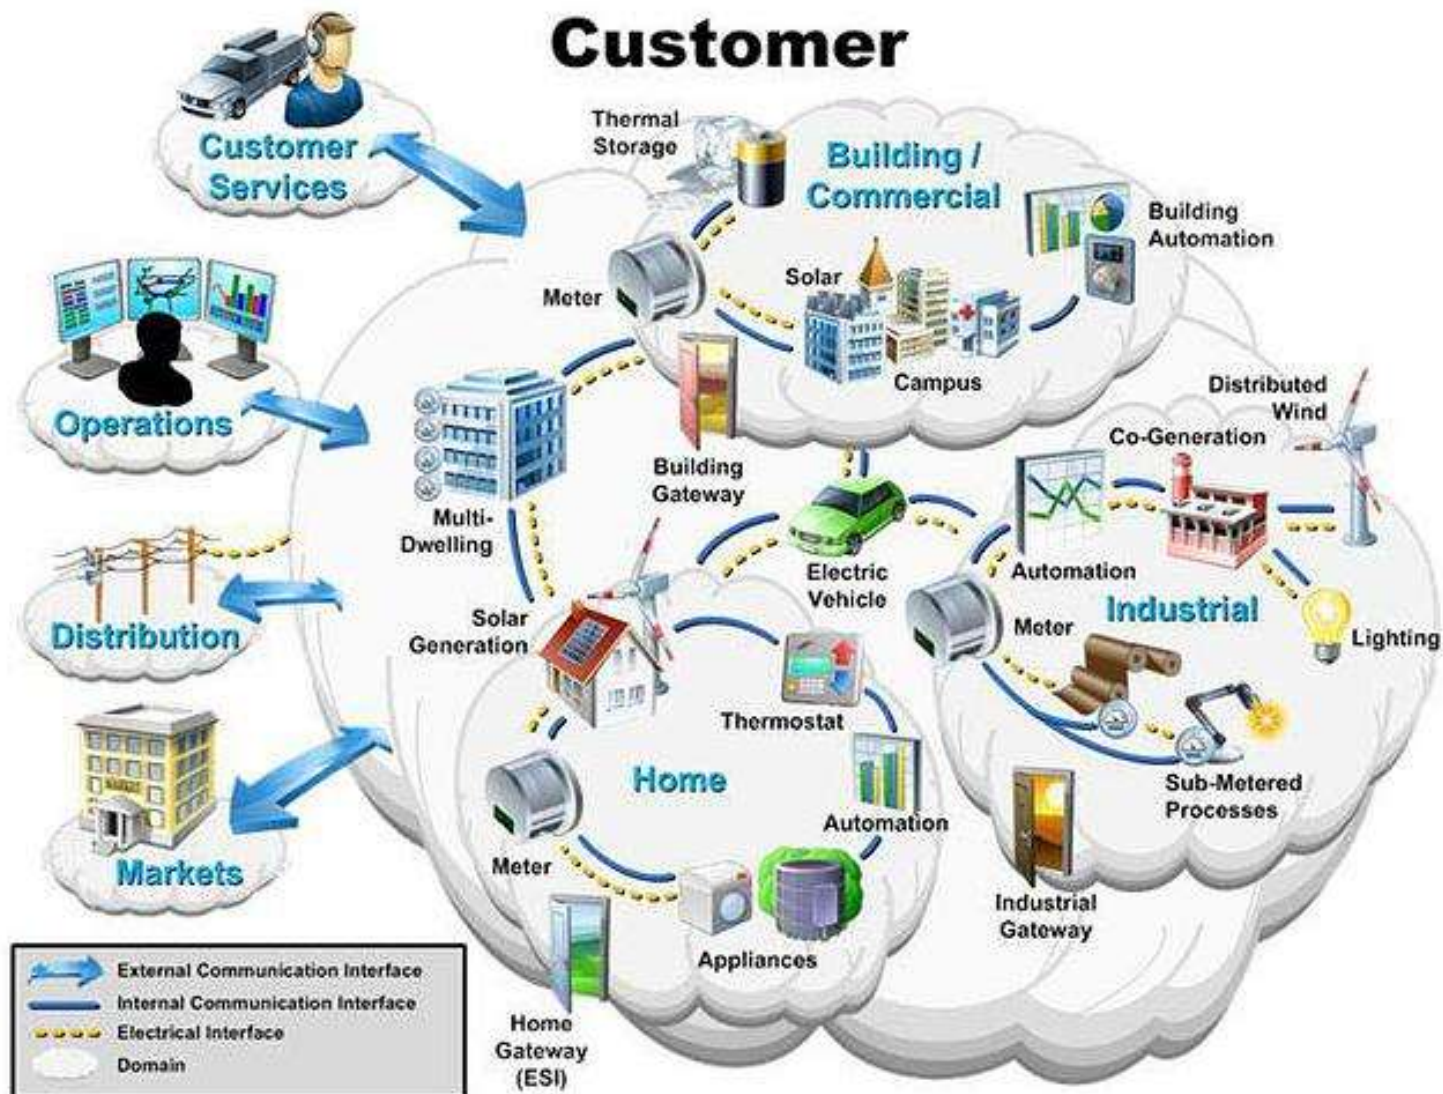 Customer
Customer
Services
Thermal
Storage
Building /
Commercial
Building
Automation
Meter
Solar
Campus
Operations
Building
Gateway
Multi-
Dwelling
Distributed
Wind
Co-Generation
Automation
Electric
Vehicle
Industrial
Meter
Lighting
Distribution
Solar
Generation
Thermostat
Sub-Metered
Processes
Home
Automation
Meter
Markets
Industrial
Gateway
Appliances
Home
Gateway
(ESI)
External Communication Interface
Internal Communication Interface
Electrical Interface
Domain